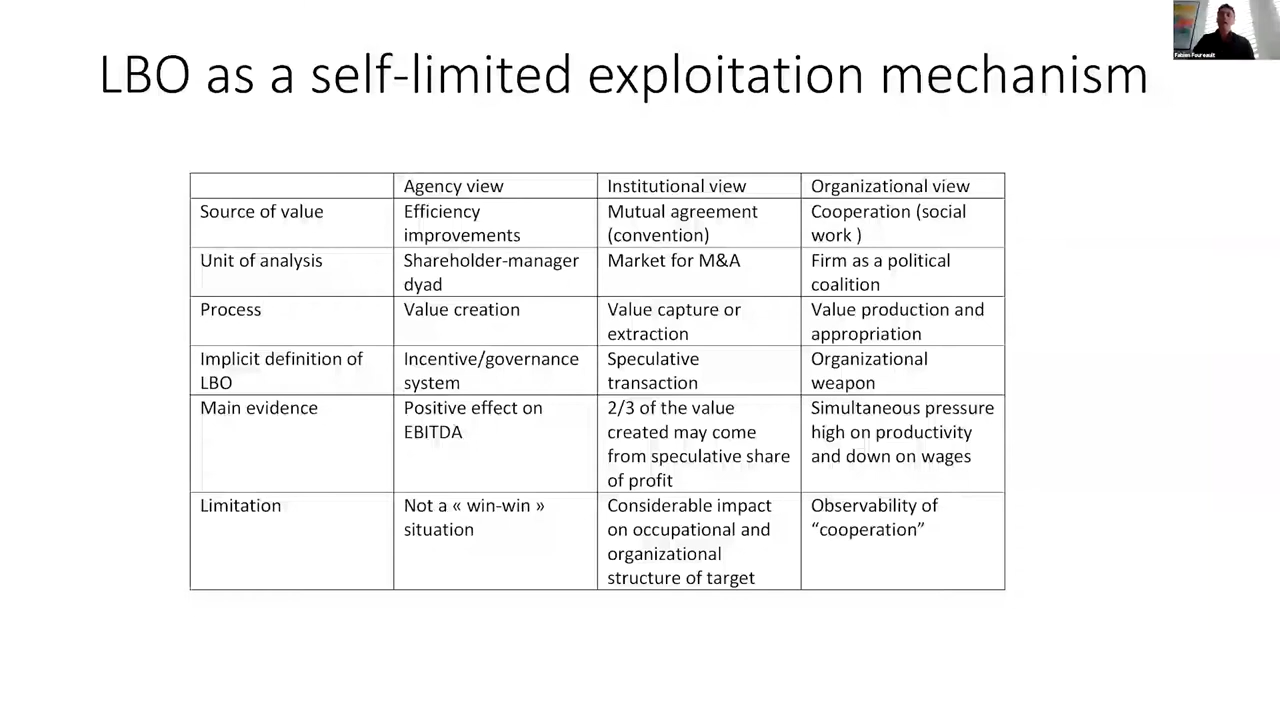 Fabien Foureault
LBO as a self-limited exploitation mechanism
Agency view
Institutional view
Organizational view
Source of value
Efficiency
improvements
Mutual agreement
(convention)
Cooperation (social
work )
Unit of analysis
Shareholder-manager
dyad
Market for M&A
Firm as a political
coalition
Process
Value creation
Value capture or
extraction
Value production and
appropriation
Implicit definition of
LBO
Incentive/governance
system
Speculative
transaction
Organizational
weapon
Main evidence
Positive effect on
EBITDA
2/3 of the value
created may come
from speculative share
of profit
Simultaneous pressure
high on productivity
and down on wages
Limitation
Not a « win-win »
situation
Considerable impact
on occupational and
organizational
structure of target
Observability of
“cooperation”